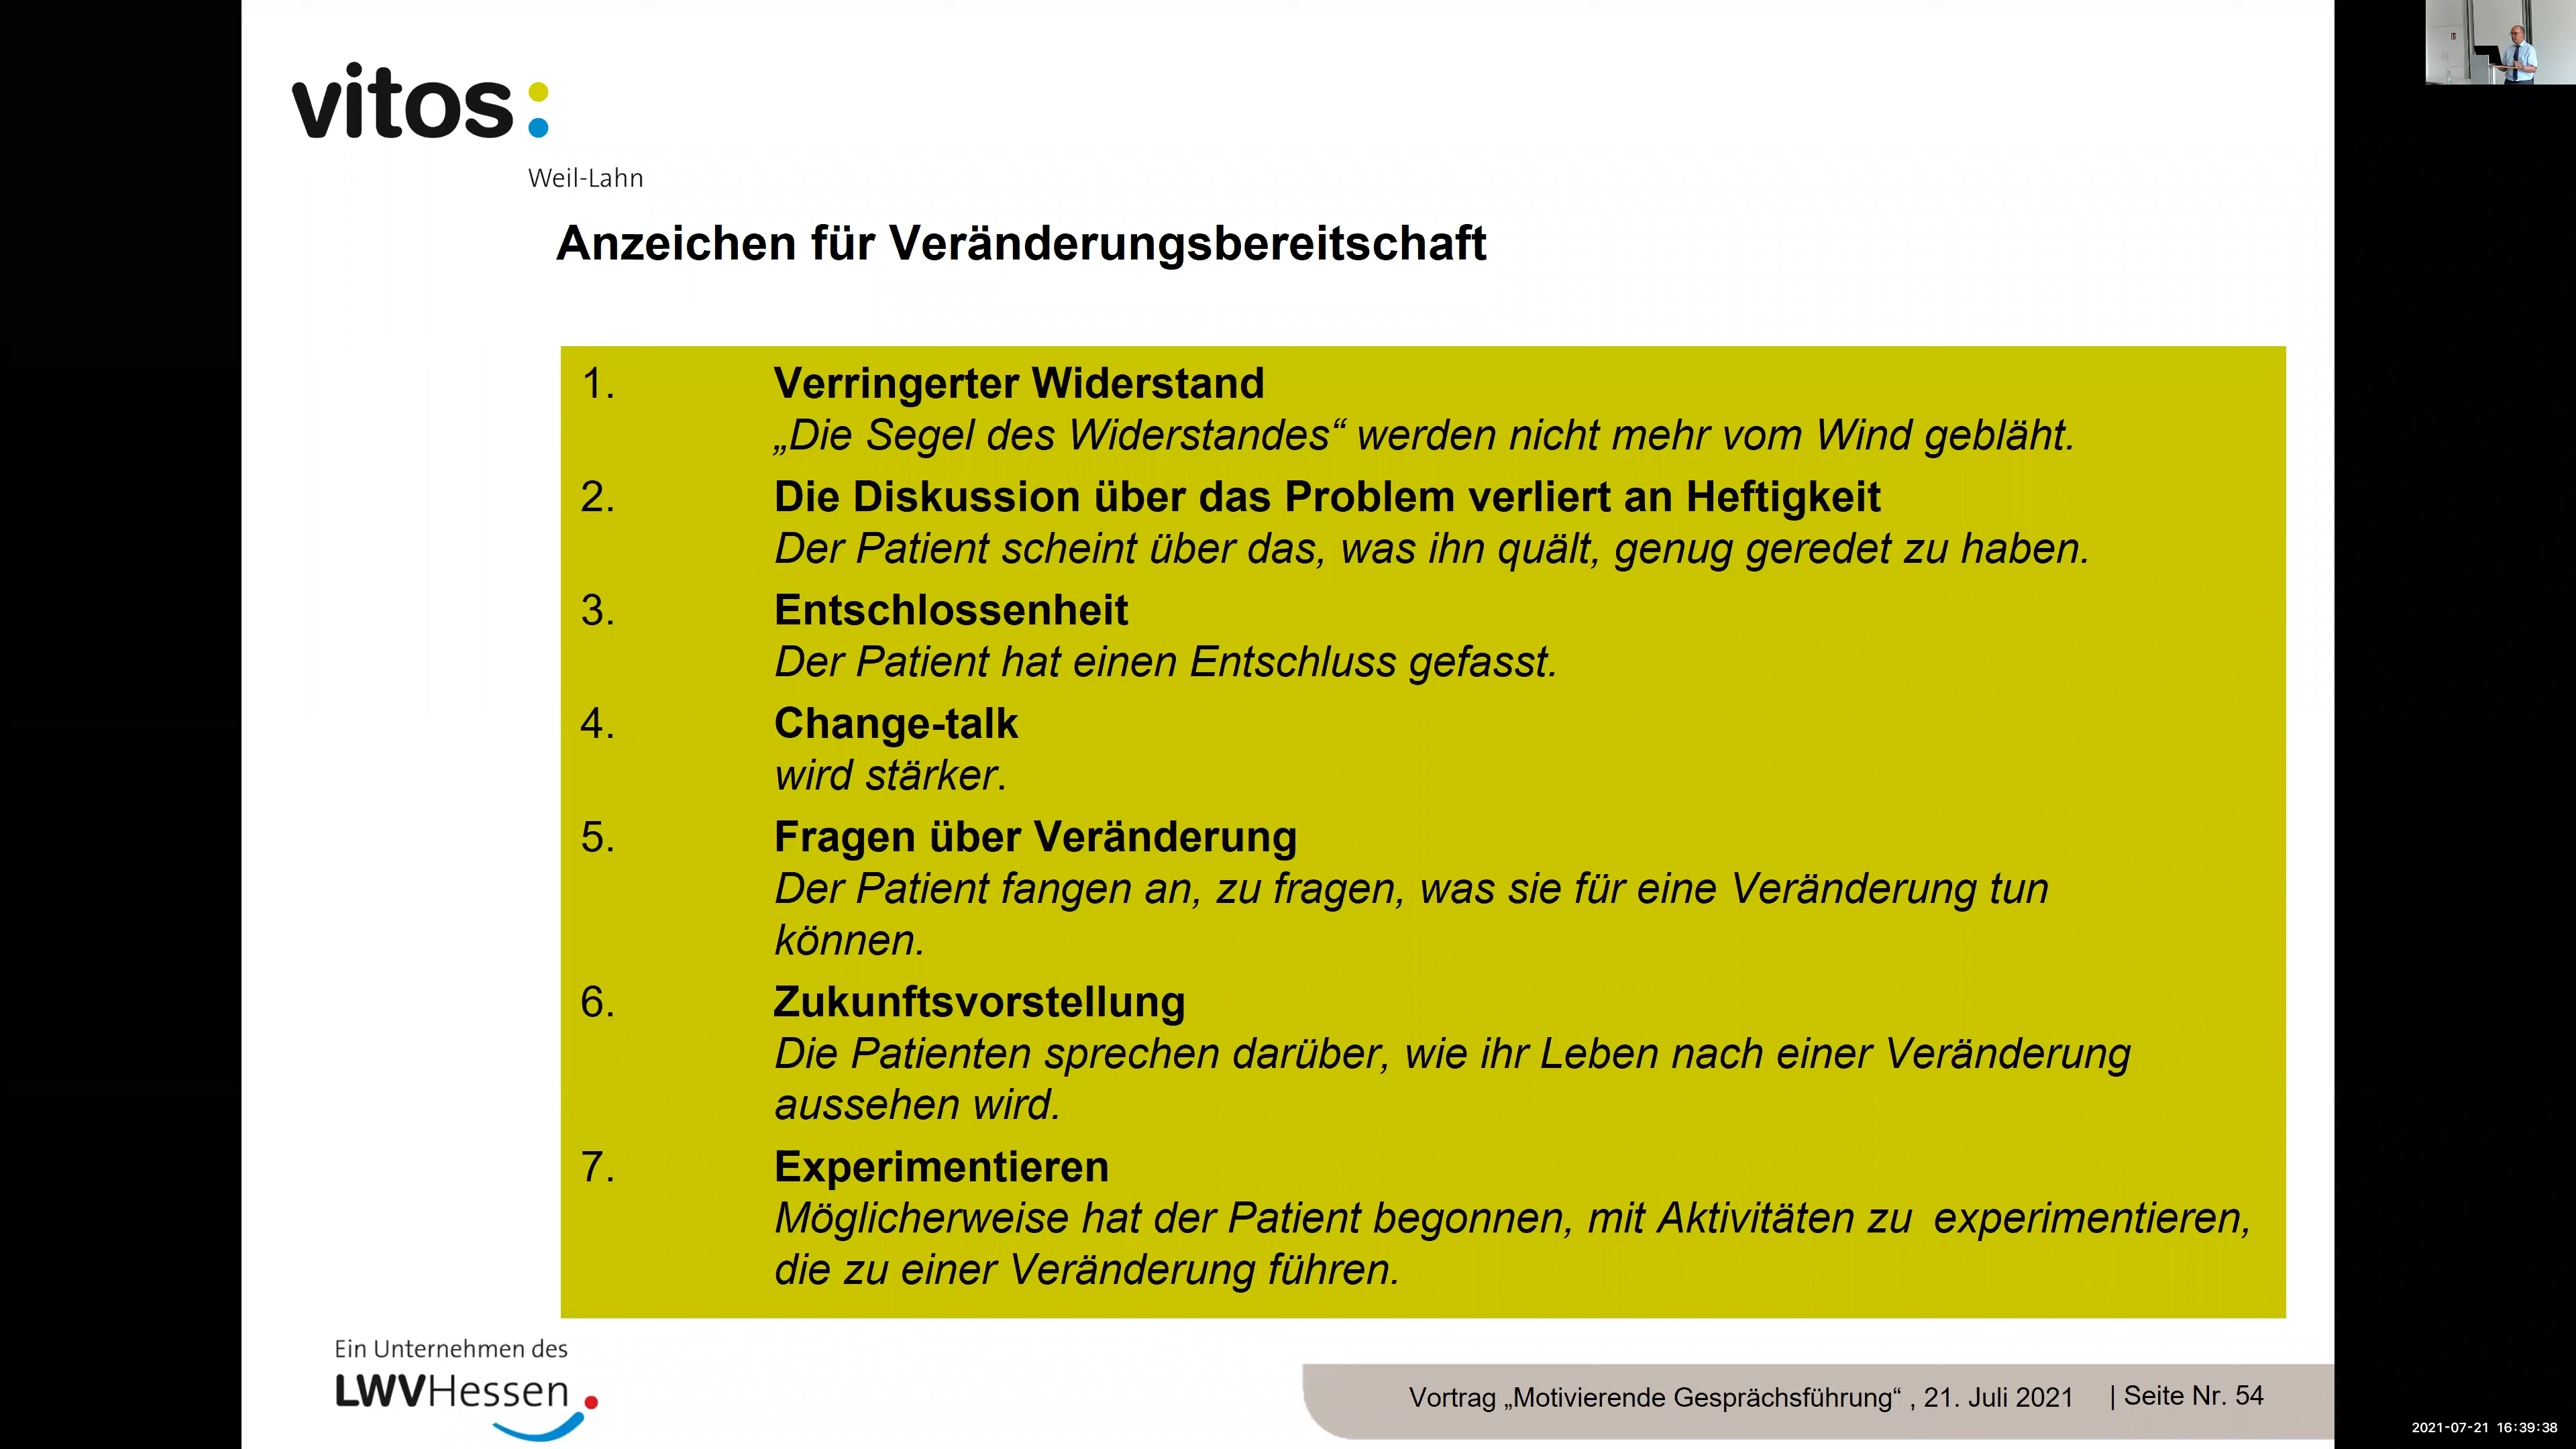 vitos:
Weil-Lahn
Anzeichen für Veränderungsbereitschaft
1. Verringerter Widerstand
„Die Segel des Widerstandes“ werden nicht mehr vom Wind gebläht.
2. Die Diskussion über das Problem verliert an Heftigkeit
Der Patient scheint über das, was ihn quält, genug geredet zu haben.
3. Entschlossenheit
Der Patient hat einen Entschluss gefasst.
4. Change-talk
wird stärker.
5. Fragen über Veränderung
Der Patient fangen an, zu fragen, was sie für eine Veränderung tun
können.
6. Zukunftsvorstellung
Die Patienten sprechen darüber, wie ihr Leben nach einer Veränderung
aussehen wird.
7. Experimentieren
Möglicherweise hat der Patient begonnen, mit Aktivitäten zu experimentieren,
die zu einer Veränderung führen.
Ein Unternehmen des
LWVHessen
Vortrag „Motivierende Gesprächsführung“ , 21. Juli 2021 | Seite Nr. 54
2021-07-21 16:39:38